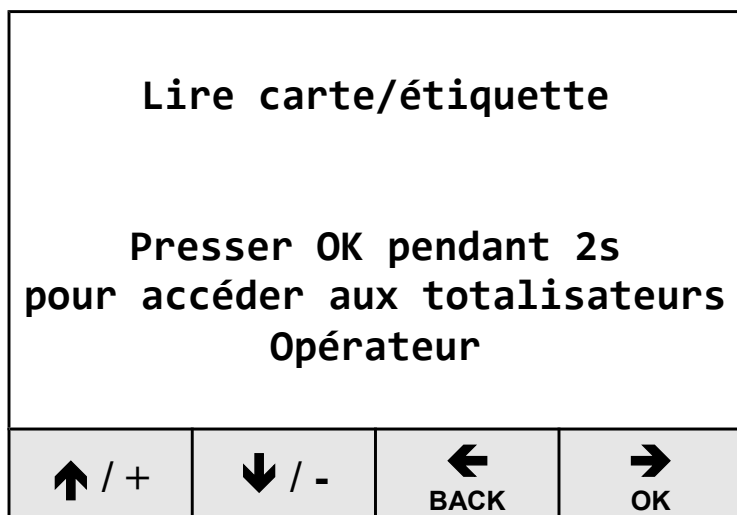 Lire carte/étiquette
Presser OK pendant 2s
pour accéder aux totalisateurs
Opérateur
↑ / + ↓ / - ← →
BACK OK